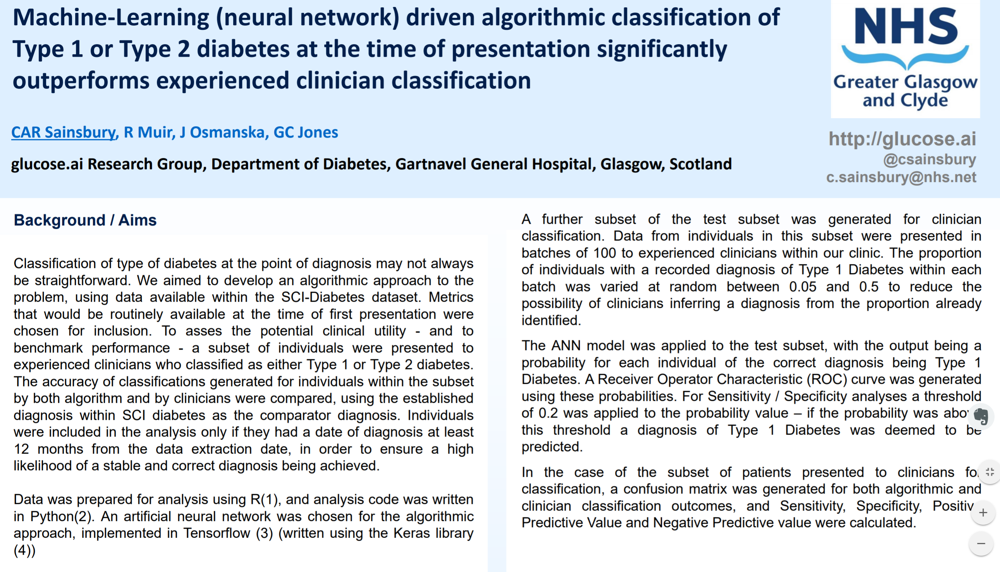 Machine-Learning (neural network) driven algorithmic classification of
Type 1 or Type 2 diabetes at the time of presentation significantly
outperforms experienced clinician classification
NHS
Greater Glasgow
and Clyde
CAR Sainsbury, R Muir, J Osmanska, GC Jones
glucose.ai Research Group, Department of Diabetes, Gartnavel General Hospital, Glasgow, Scotland
http://glucose.ai
@csainsbury
c.sainsbury@nhs.net
Background / Aims
Classification of type of diabetes at the point of diagnosis may not always
be straightforward. We aimed to develop an algorithmic approach to the
problem, using data available within the SCI-Diabetes dataset. Metrics
that would be routinely available at the time of first presentation were
chosen for inclusion. To asses the potential clinical utility - and to
benchmark performance - a subset of individuals were presented to
experienced clinicians who classified as either Type 1 or Type 2 diabetes.
The accuracy of classifications generated for individuals within the subset
by both algorithm and by clinicians were compared, using the established
diagnosis within SCI diabetes as the comparator diagnosis. Individuals
were included in the analysis only if they had a date of diagnosis at least
12 months from the data extraction date, in order to ensure a high
likelihood of a stable and correct diagnosis being achieved.
Data was prepared for analysis using R(1), and analysis code was written
in Python(2). An artificial neural network was chosen for the algorithmic
approach, implemented in Tensorflow (3) (written using the Keras library
(4))
A further subset of the test subset was generated for clinician
classification. Data from individuals in this subset were presented in
batches of 100 to experienced clinicians within our clinic. The proportion
of individuals with a recorded diagnosis of Type 1 Diabetes within each
batch was varied at random between 0.05 and 0.5 to reduce the
possibility of clinicians inferring a diagnosis from the proportion already
identified.
The ANN model was applied to the test subset, with the output being a
probability for each individual of the correct diagnosis being Type 1
Diabetes. A Receiver Operator Characteristic (ROC) curve was generated
using these probabilities. For Sensitivity / Specificity analyses a threshold
of 0.2 was applied to the probability value – if the probability was abo
this threshold a diagnosis of Type 1 Diabetes was deemed to be
predicted.
In the case of the subset of patients presented to clinicians for
classification, a confusion matrix was generated for both algorithmic and
clinician classification outcomes, and Sensitivity, Specificity, Positiv
Predictive Value and Negative Predictive value were calculated.